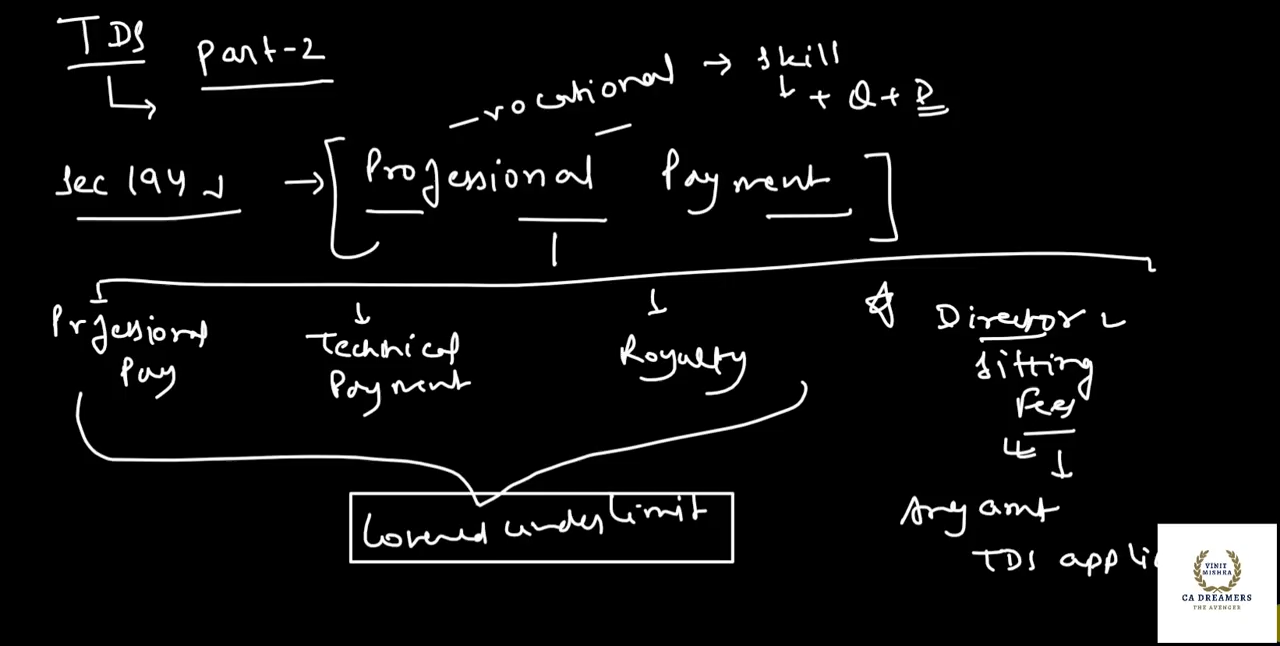 TDS
Part-2
vocational → skill
+ Q + P
Sec 194 J → [Professional Payment]
Professional Pay
Technical Payment
Royalty
☆ Director
sitting
Fees
Any amt
TDS appli
Covered under limit
VINIT
MISHRA
CA DREAMERS
THE AVENGER